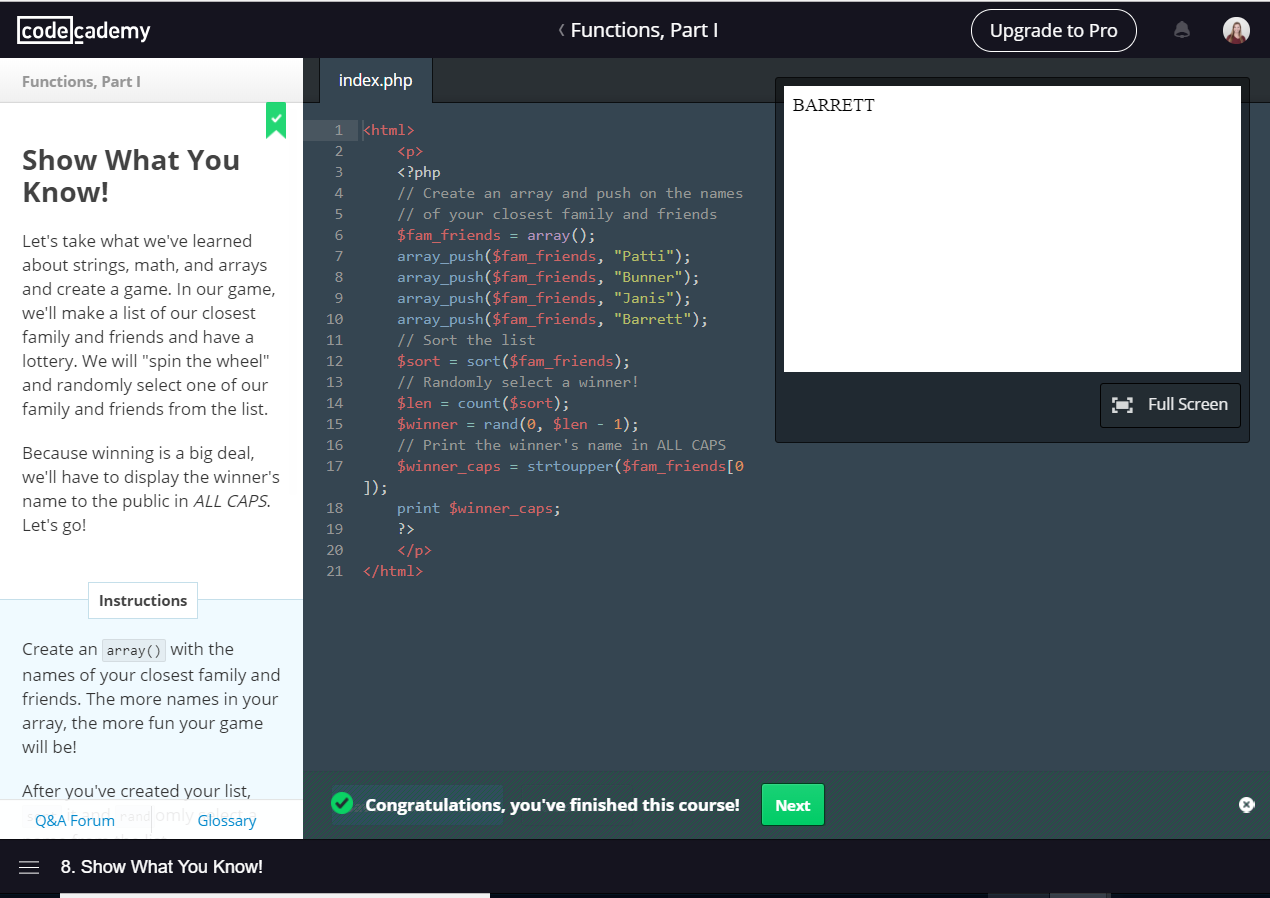 codecademy
‹ Functions, Part I
Upgrade to Pro
Functions, Part I
index.php
Show What You
Know!
Let's take what we've learned
about strings, math, and arrays
and create a game. In our game,
we'll make a list of our closest
family and friends and have a
lottery. We will "spin the wheel"
and randomly select one of our
family and friends from the list.
Because winning is a big deal,
we'll have to display the winner's
name to the public in ALL CAPS.
Let's go!
Instructions
Create an array() with the
names of your closest family and
friends. The more names in your
array, the more fun your game
will be!
After you've created your list,
Q&A Forum
Glossary
1 <html>
2 <p>
3 <?php
4 // Create an array and push on the names
5 // of your closest family and friends
6 $fam_friends = array();
7 array_push($fam_friends, "Patti");
8 array_push($fam_friends, "Bunner");
9 array_push($fam_friends, "Janis");
10 array_push($fam_friends, "Barrett");
11 // Sort the list
12 $sort = sort($fam_friends);
13 // Randomly select a winner!
14 $len = count($sort);
15 $winner = rand(0, $len - 1);
16 // Print the winner's name in ALL CAPS
17 $winner_caps = strtoupper($fam_friends[0
]);
18 print $winner_caps;
19 ?>
20 </p>
21 </html>
BARRETT
Full Screen
Congratulations, you've finished this course!
Next
8. Show What You Know!